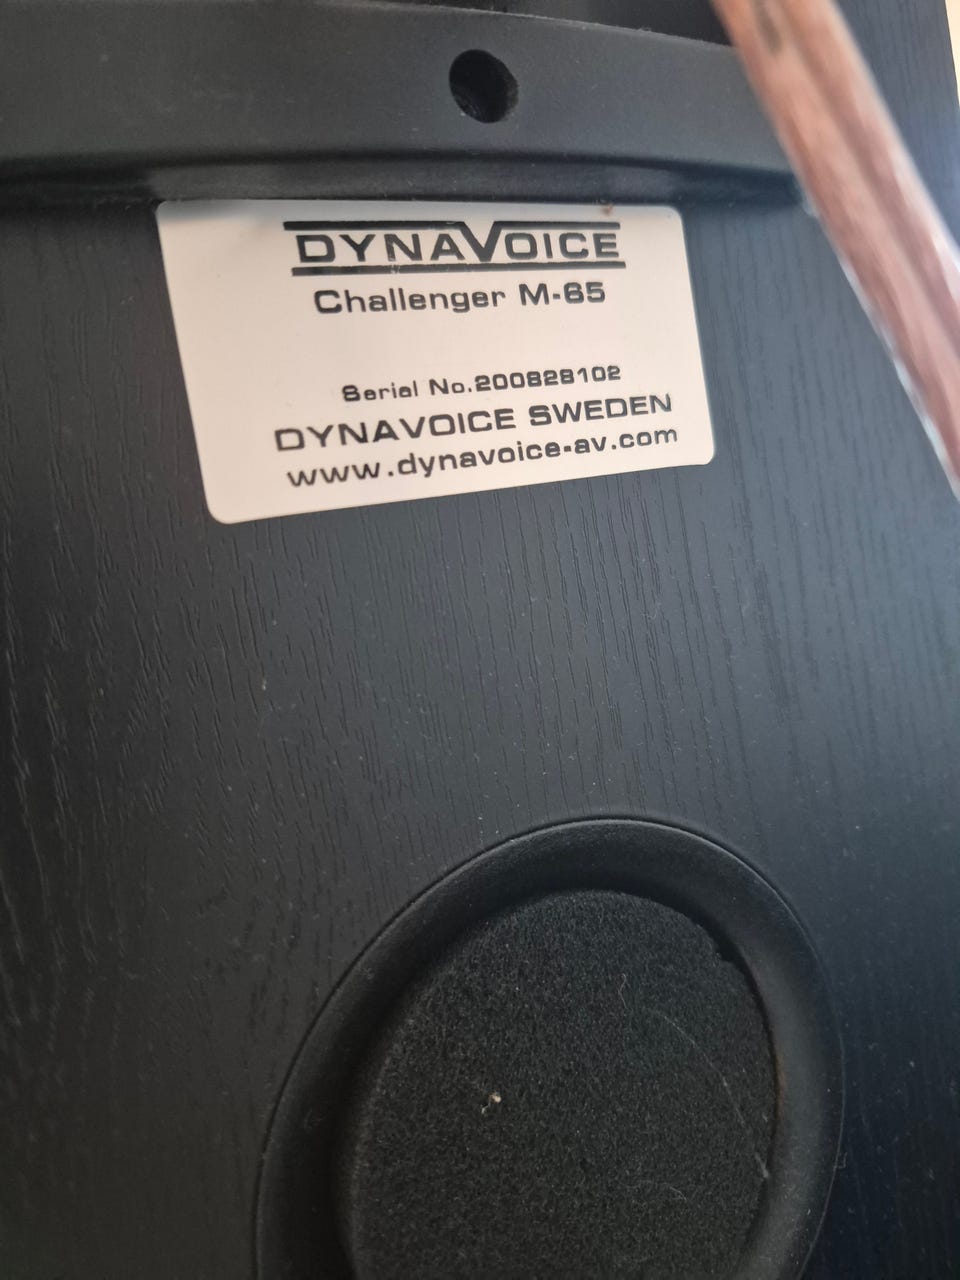 DYNAVOICE
Challenger M-65
Serial No.200828102
DYNAVOICE SWEDEN
www.dynavoice-av.com